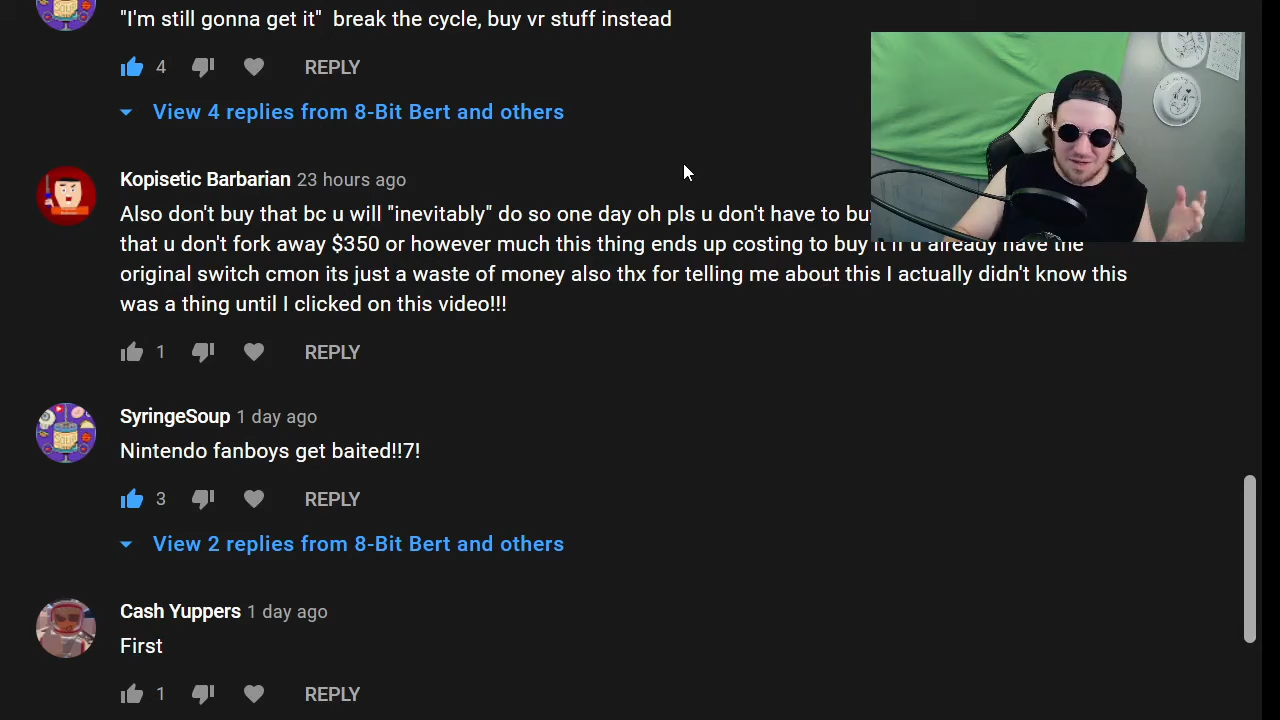 "I'm still gonna get it"  break the cycle, buy vr stuff instead
4 REPLY
View 4 replies from 8-Bit Bert and others
Kopisetic Barbarian 23 hours ago
Also don't buy that bc u will "inevitably" do so one day oh pls u don't have to buy
that u don't fork away $350 or however much this thing ends up costing to buy it if u already have the
original switch cmon its just a waste of money also thx for telling me about this I actually didn't know this
was a thing until I clicked on this video!!!
1 REPLY
SyringeSoup 1 day ago
Nintendo fanboys get baited!!7!
3 REPLY
View 2 replies from 8-Bit Bert and others
Cash Yuppers 1 day ago
First
1 REPLY